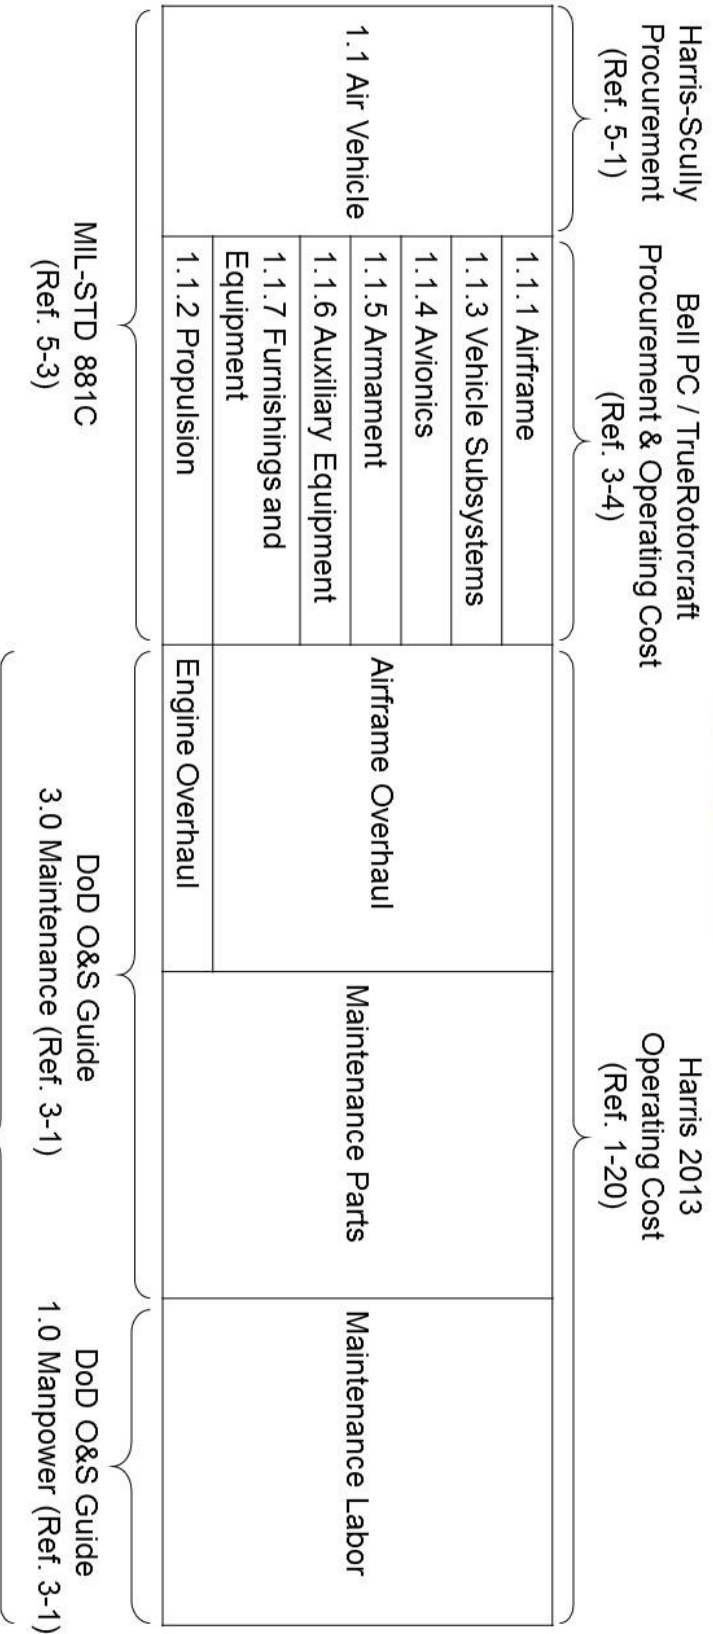 Harris-Scully
Procurement
(Ref. 5-1)
Bell PC / TrueRotorcraft
Procurement & Operating Cost
(Ref. 3-4)
Harris 2013
Operating Cost
(Ref. 1-20)
1.1 Air Vehicle
1.1.1 Airframe
1.1.3 Vehicle Subsystems
1.1.4 Avionics
1.1.5 Armament
1.1.6 Auxiliary Equipment
1.1.7 Furnishings and
Equipment
1.1.2 Propulsion
Airframe Overhaul
Engine Overhaul
Maintenance Parts
Maintenance Labor
MIL-STD 881C
(Ref. 5-3)
DoD O&S Guide
3.0 Maintenance (Ref. 3-1)
DoD O&S Guide
1.0 Manpower (Ref. 3-1)